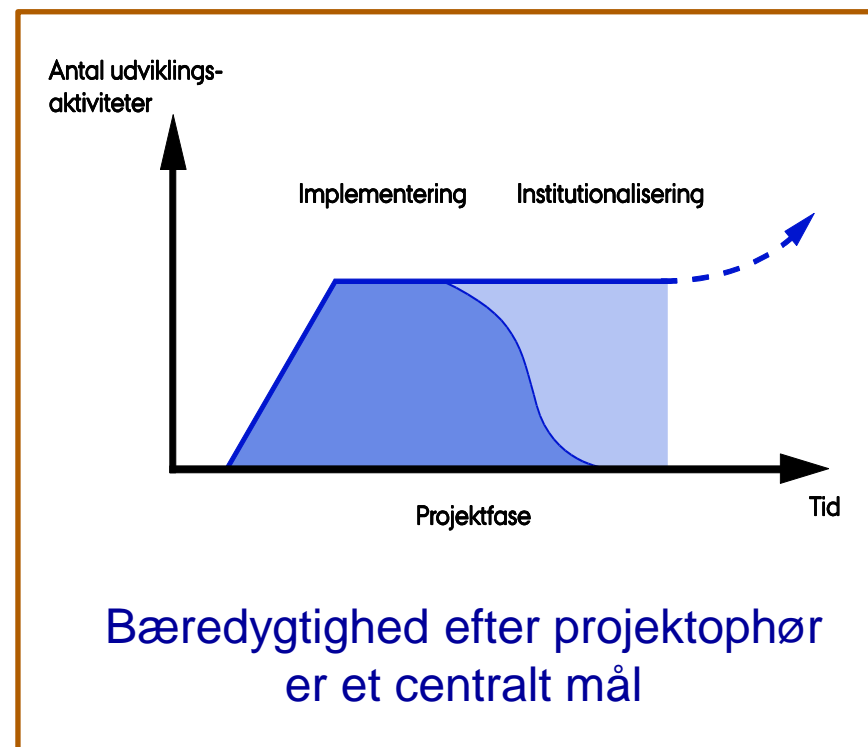 Antal udviklings-
aktiviteter
Implementering Institutionalisering
Projektfase
Tid
Bæredygtighed efter projektophør
er et centralt mål